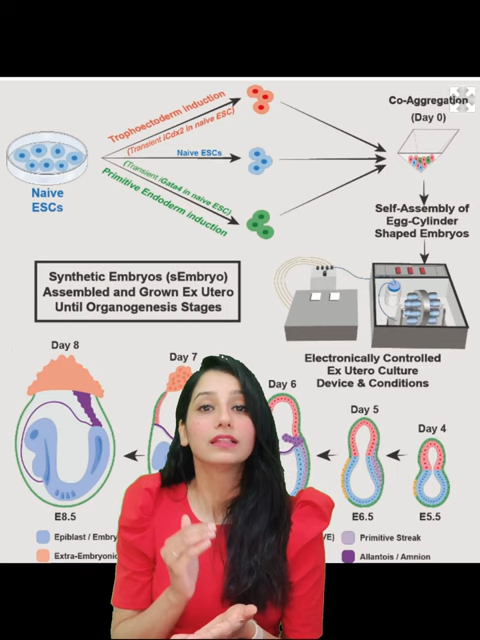 Co-Aggregation
(Day 0)
Trophoectoderm induction
(Transient iCdx2 in naive ESC)
Naive ESCs
(Transient iGata4 in naive ESC)
Primitive Endoderm induction
Naive
ESCs
Self-Assembly of
Egg-Cylinder
Shaped Embryos
Synthetic Embryos (sEmbryo)
Assembled and Grown Ex Utero
Until Organogenesis Stages
Electronically Controlled
Ex Utero Culture
Device & Conditions
Day 8
Day 7
Day 6
Day 5
Day 4
E8.5
E6.5
E5.5
Epiblast / Embry
VE)
Primitive Streak
Extra-Embryonic
Allantois / Amnion